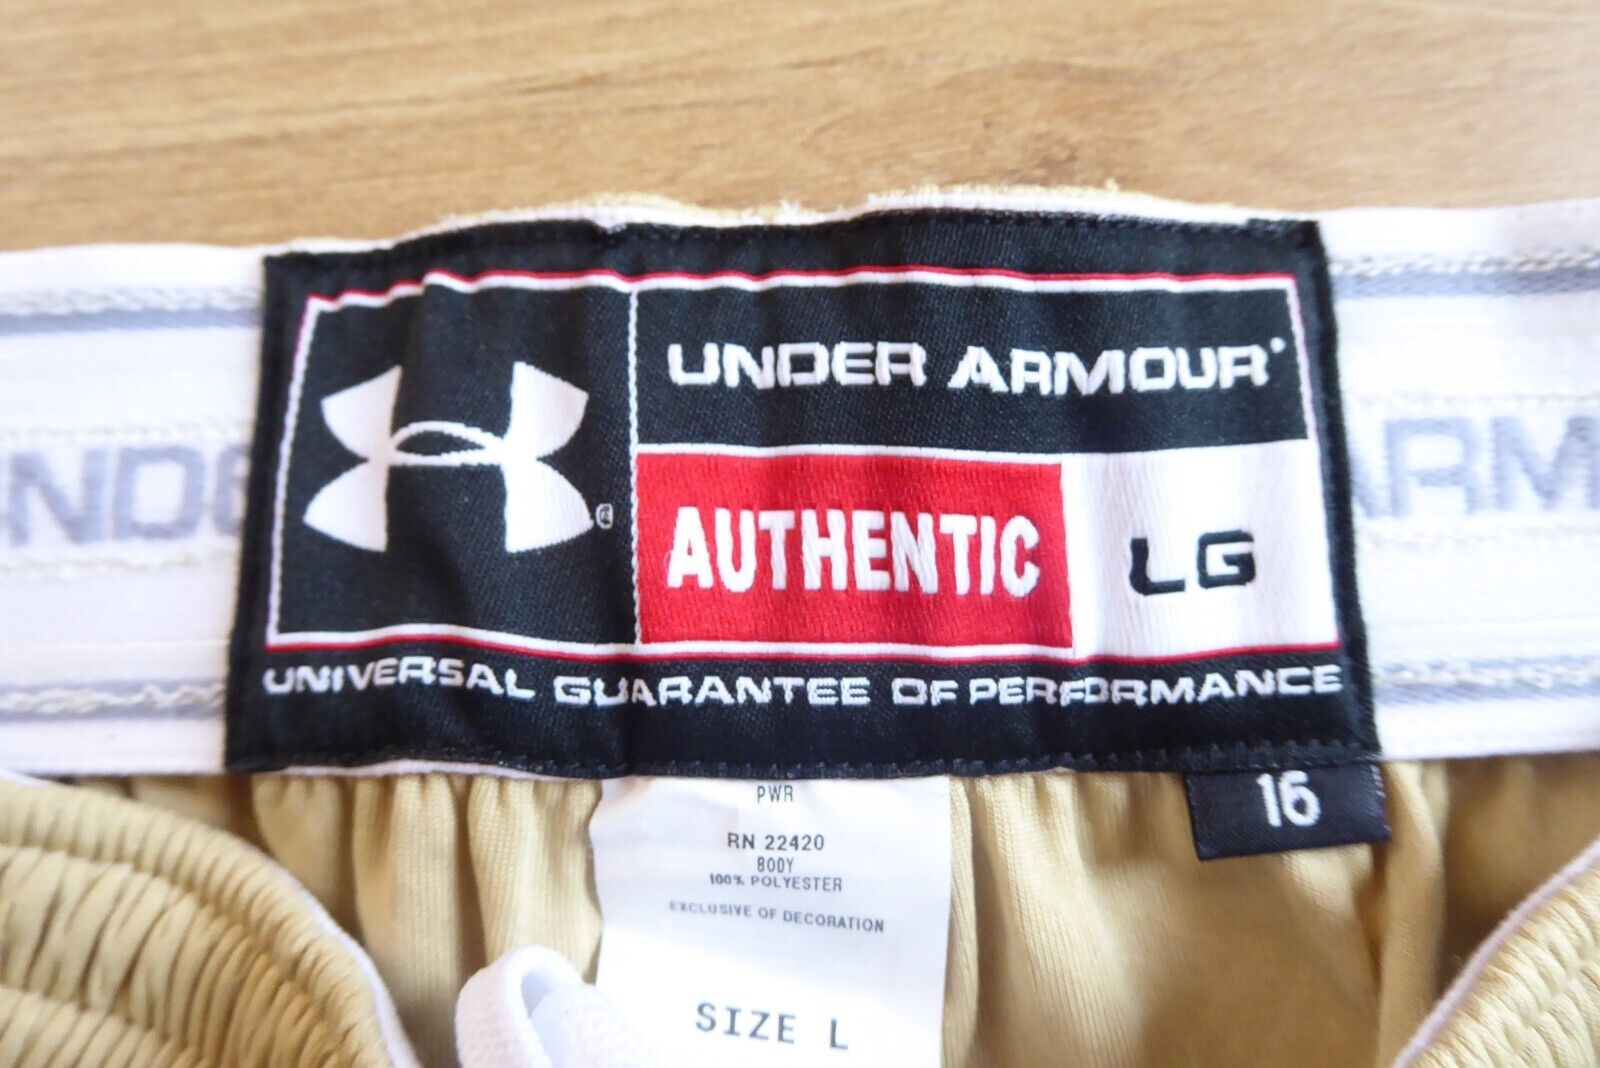 UNDER ARMOUR
AUTHENTIC LG
UNIVERSAL GUARANTEE OF PERFORMANCE
16
PWR
RN 22420
BODY
100% POLYESTER
EXCLUSIVE OF DECORATION
SIZE L